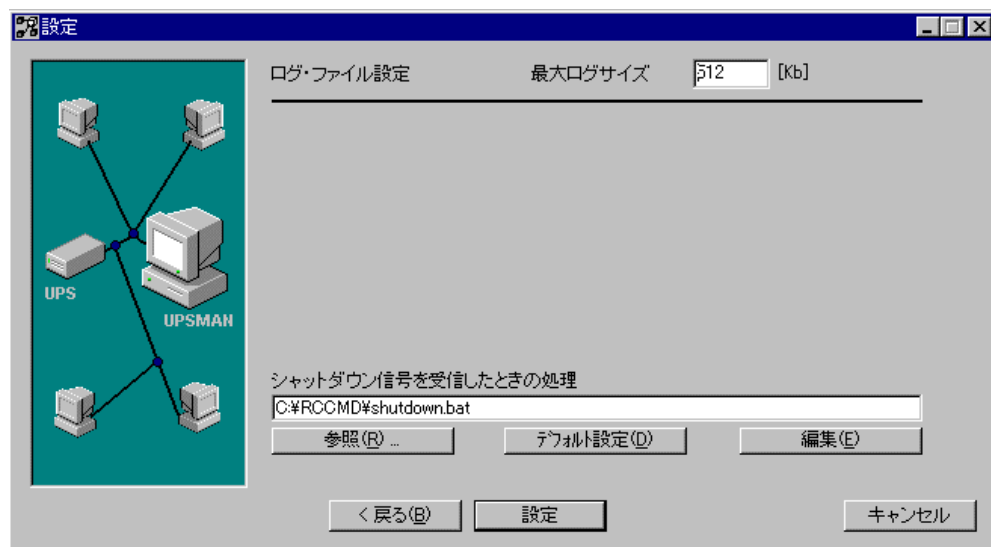 設定
ログ・ファイル設定 最大ログサイズ 512 [Kb]
UPS
UPSMAN
シャットダウン信号を受信したときの処理
C:¥RCCMD¥shutdown.bat
参照(R) ... デフォルト設定(D) 編集(E)
< 戻る(B) 設定 キャンセル